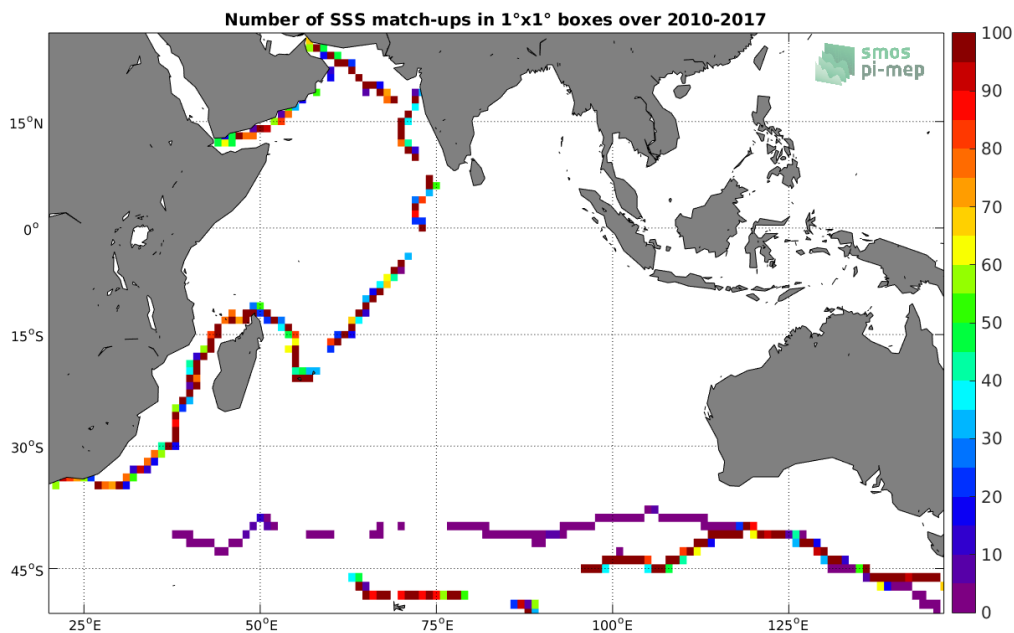 Number of SSS match-ups in 1°x1° boxes over 2010-2017
smos
pi-mep
15°N
0°
15°S
30°S
45°S
25°E
50°E
75°E
100°E
125°E
100
90
80
70
60
50
40
30
20
10
0